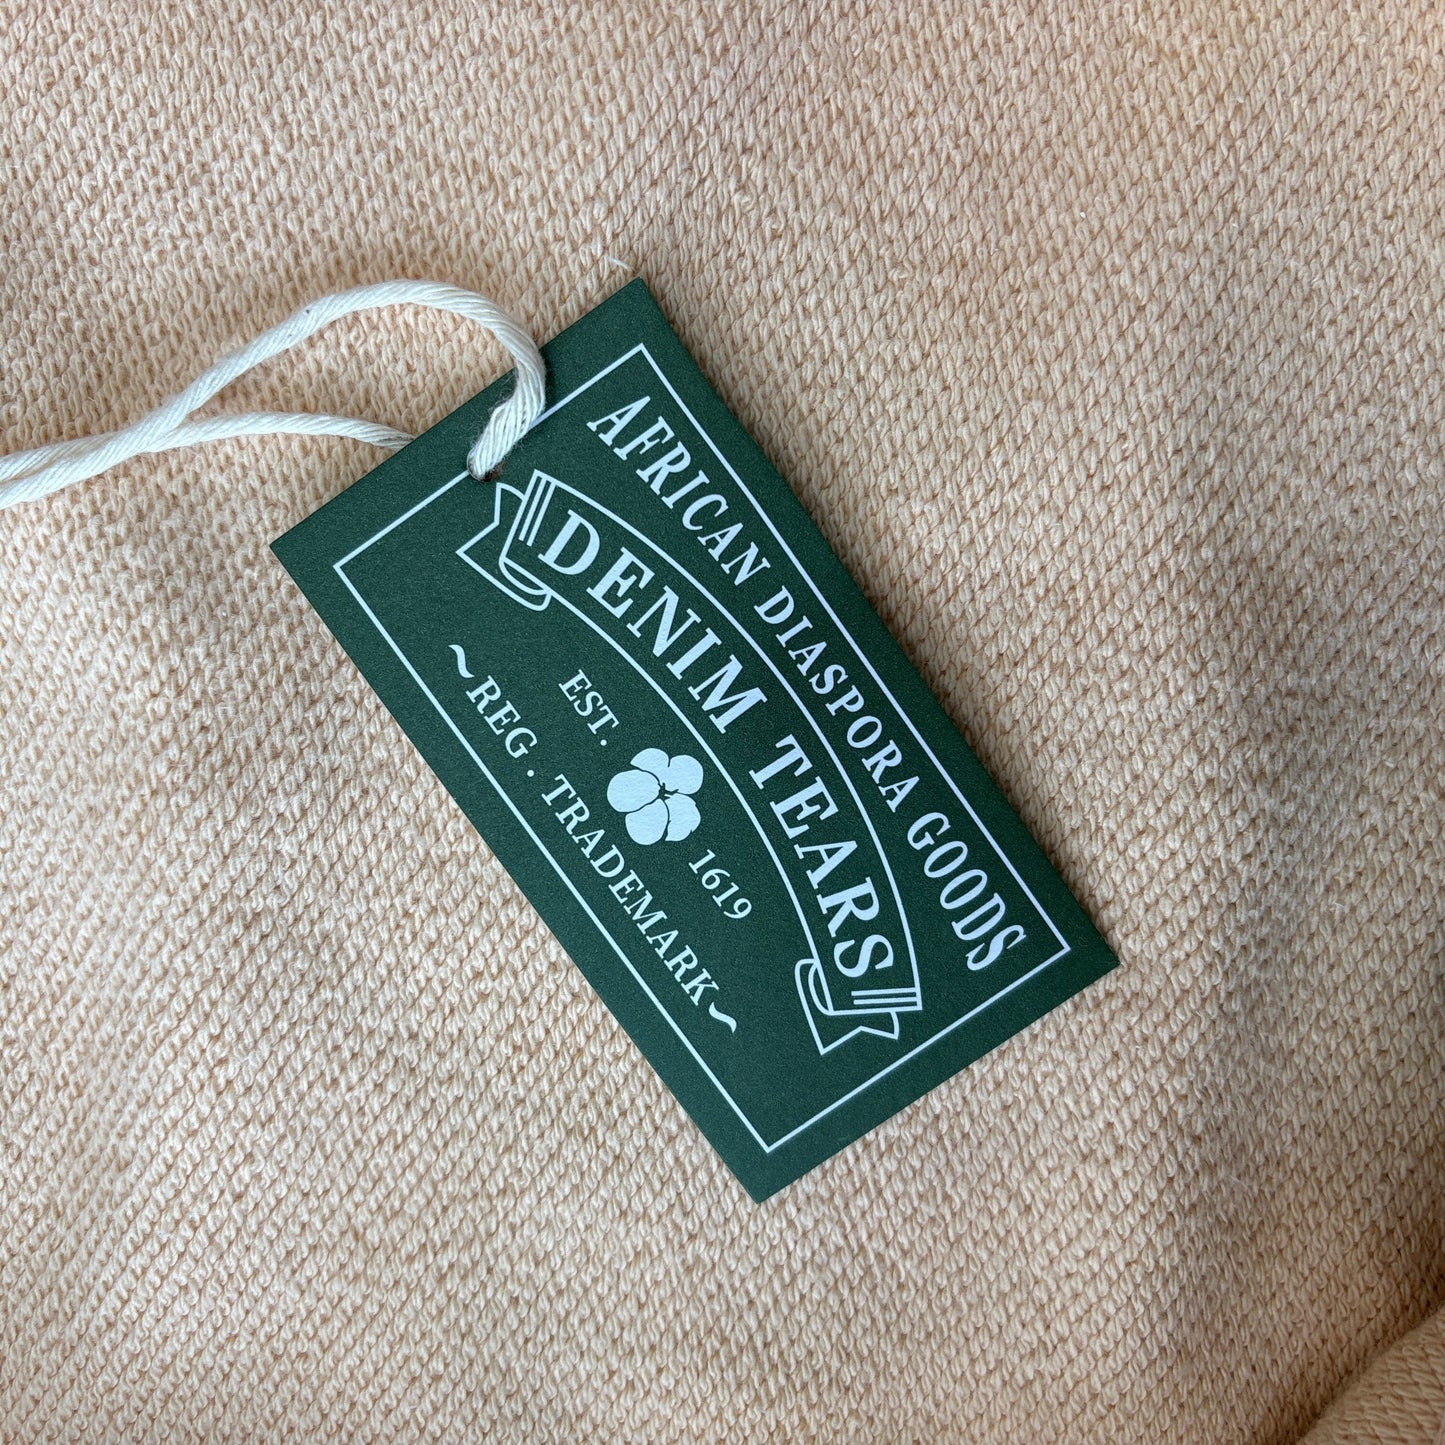 AFRICAN DIASPORA GOODS
DENIM TEARS
EST. 1619
~REG. TRADEMARK~